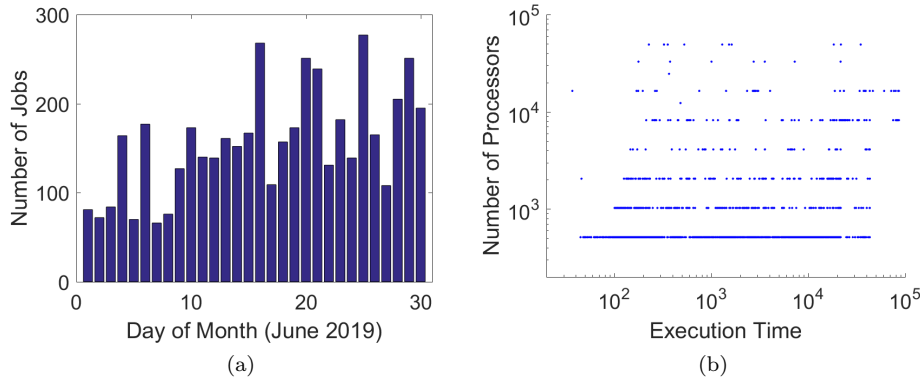 300
200
100
0
Number of Jobs
0
10
20
30
Day of Month (June 2019)
(a)
10^5
10^4
10^3
Number of Processors
10^2
10^3
10^4
10^5
Execution Time
(b)